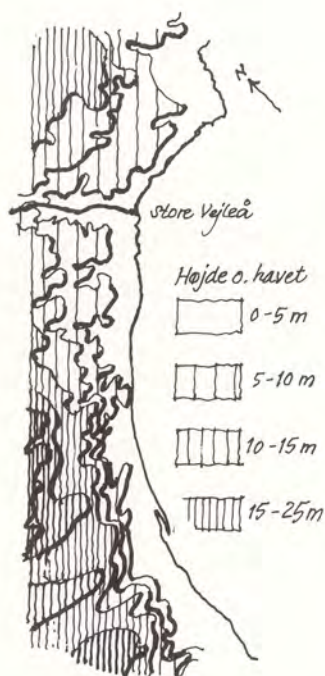 N
Store Vejleå
Højde o. havet
0-5 m
5-10 m
10-15 m
15-25 m